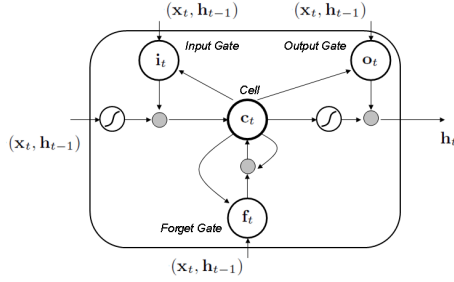 (x_t, h_{t−1}) (x_t, h_{t−1})
Input Gate Output Gate
i_t o_t
Cell
c_t
(x_t, h_{t−1}) h_t
f_t
Forget Gate
(x_t, h_{t−1})